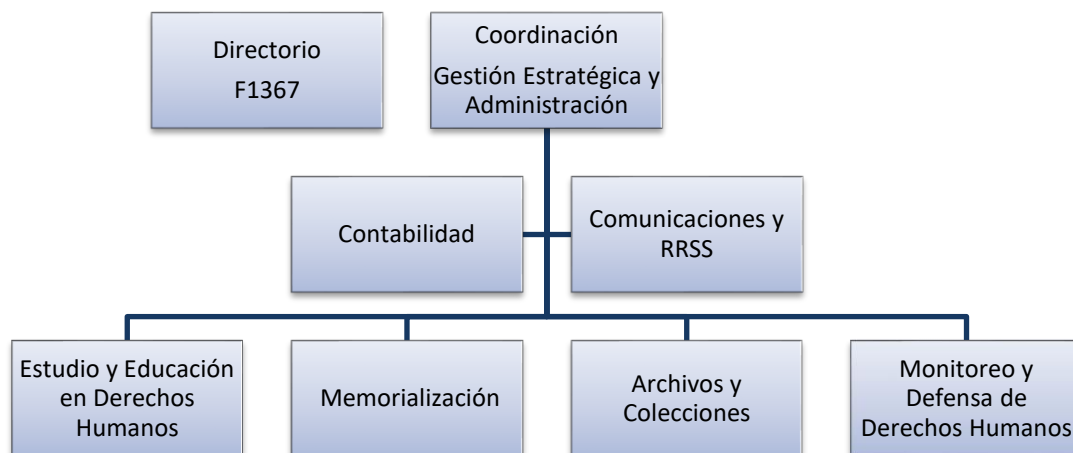 Directorio
F1367
Coordinación
Gestión Estratégica y
Administración
Contabilidad
Comunicaciones y
RRSS
Estudio y Educación
en Derechos
Humanos
Memorialización
Archivos y
Colecciones
Monitoreo y
Defensa de
Derechos Humanos